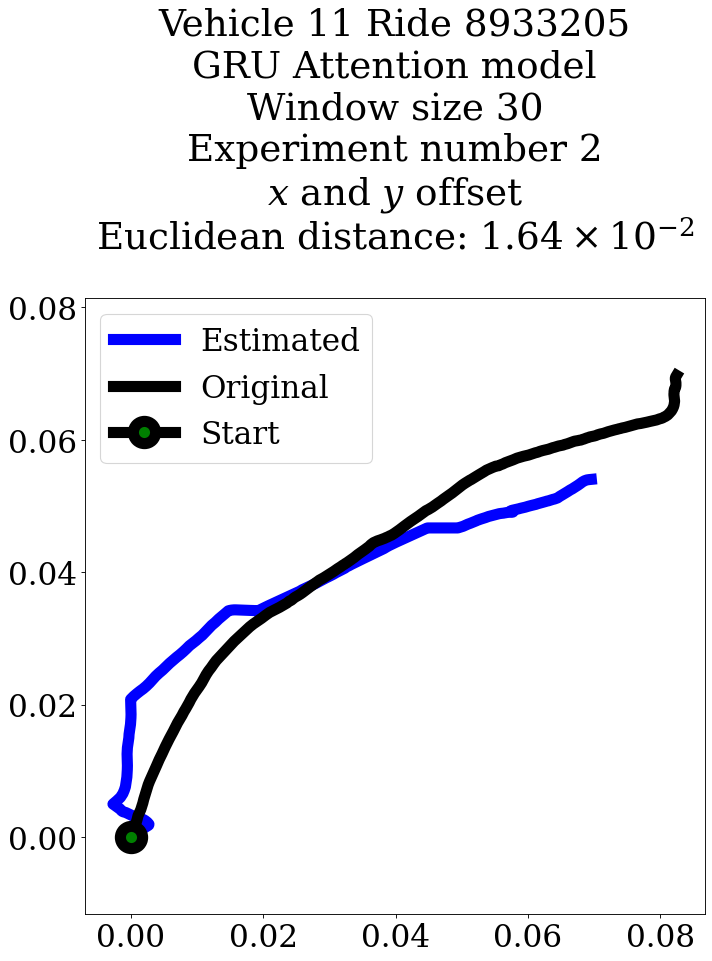 Vehicle 11 Ride 8933205
GRU Attention model
Window size 30
Experiment number 2
x and y offset
Euclidean distance: 1.64 × 10⁻²
Estimated
Original
Start
0.08
0.06
0.04
0.02
0.00
0.00 0.02 0.04 0.06 0.08